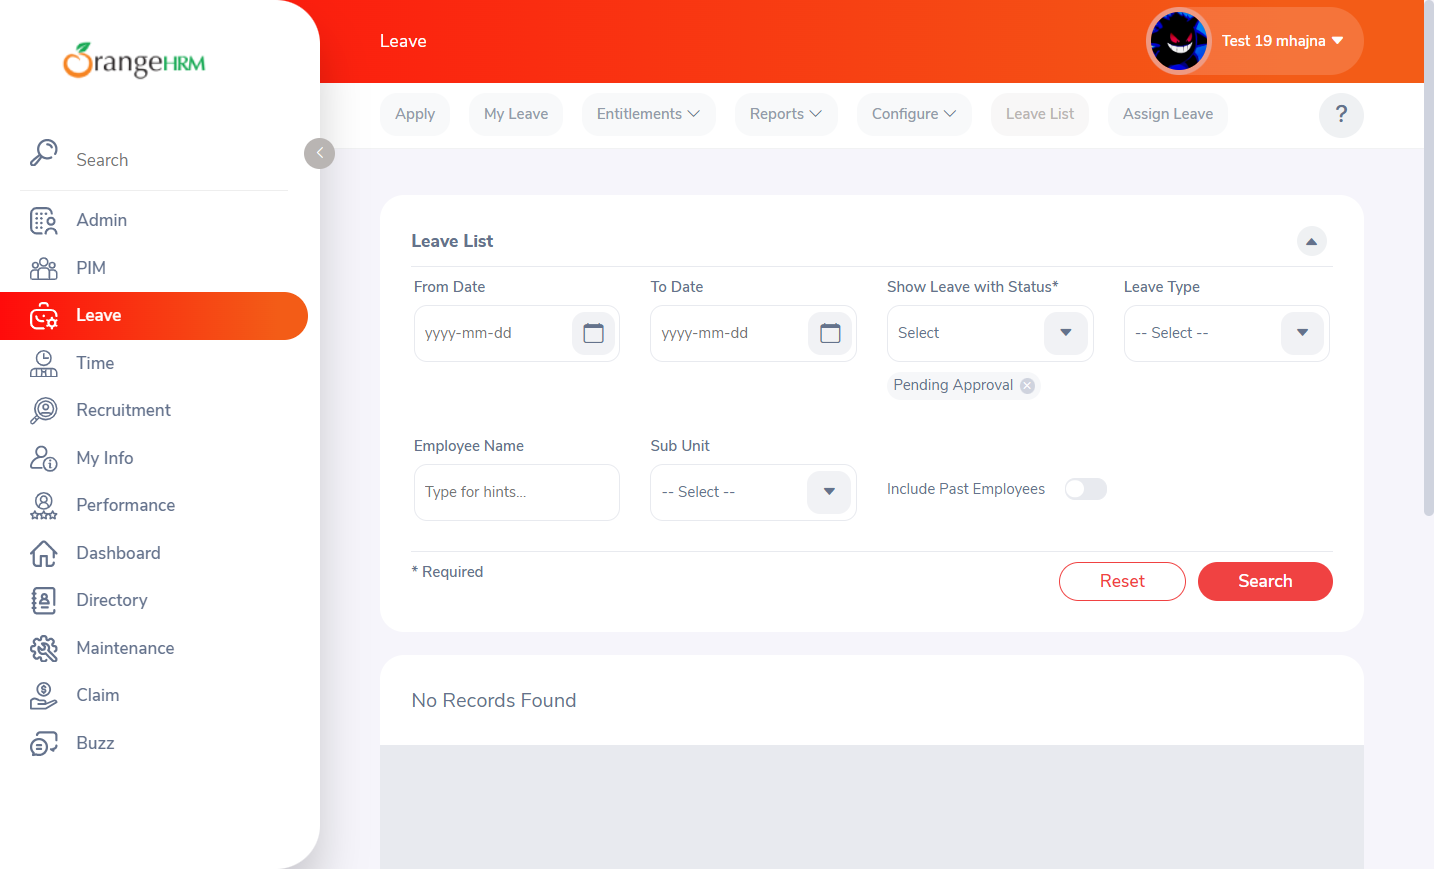 OrangeHRM
Leave
Test 19 mhajna
Apply
My Leave
Entitlements
Reports
Configure
Leave List
Assign Leave
?
Search
Admin
PIM
Leave
Time
Recruitment
My Info
Performance
Dashboard
Directory
Maintenance
Claim
Buzz
Leave List
From Date
To Date
Show Leave with Status*
Leave Type
yyyy-mm-dd
yyyy-mm-dd
Select
-- Select --
Pending Approval
Employee Name
Sub Unit
Type for hints...
-- Select --
Include Past Employees
* Required
Reset
Search
No Records Found